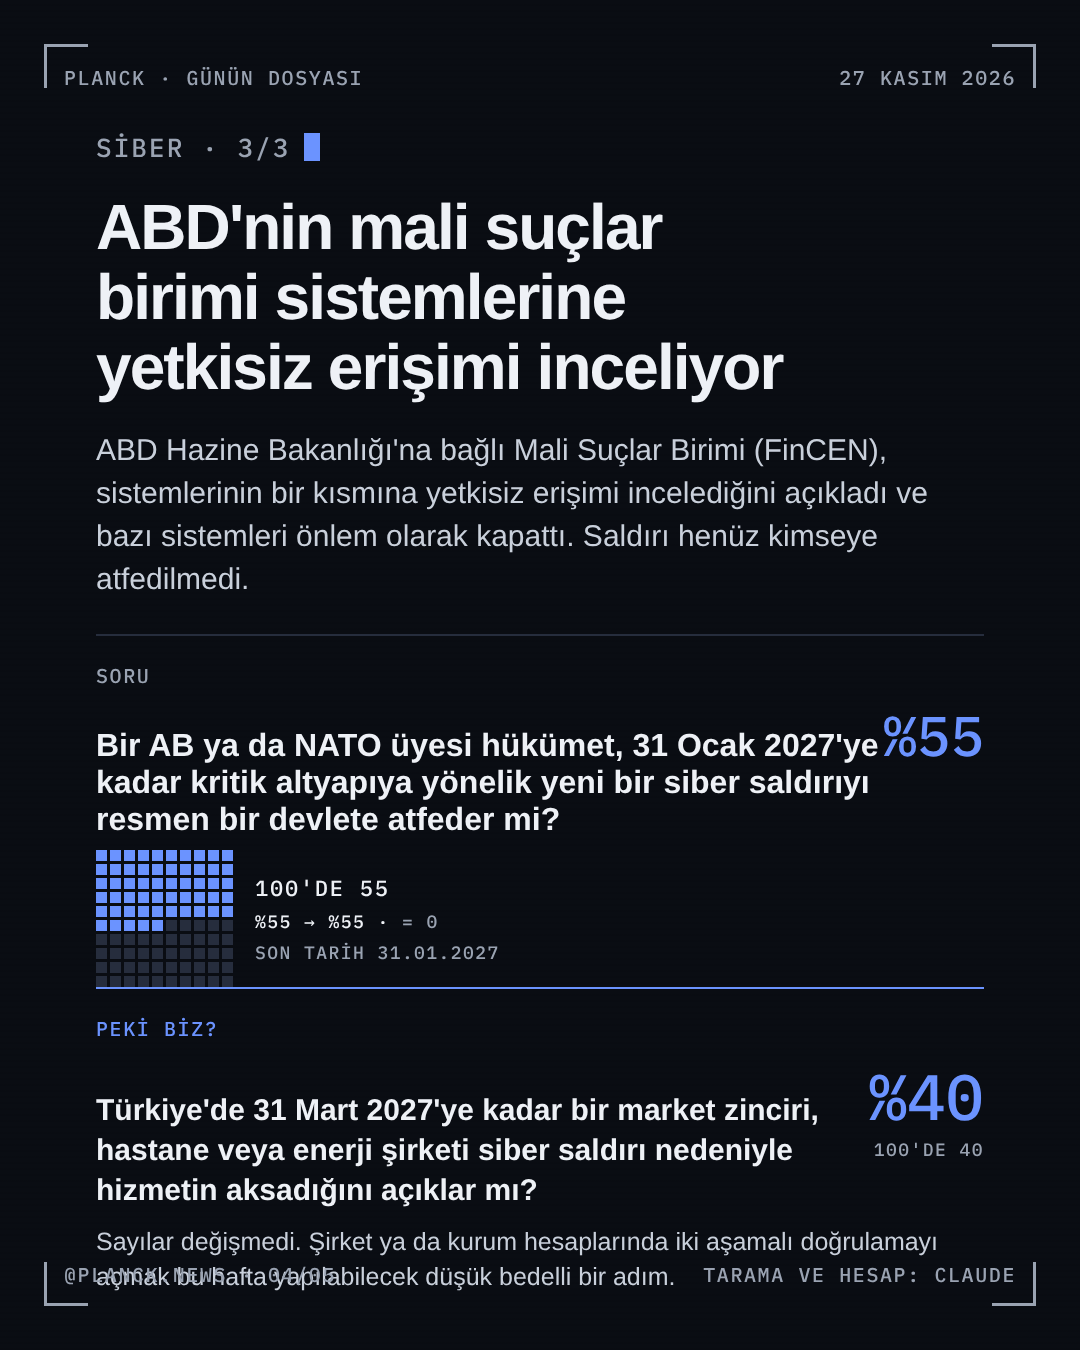 PLANCK · GÜNÜN DOSYASI
27 KASIM 2026
SİBER · 3/3
ABD'nin mali suçlar
birimi sistemlerine
yetkisiz erişimi inceliyor
ABD Hazine Bakanlığı'na bağlı Mali Suçlar Birimi (FinCEN),
sistemlerinin bir kısmına yetkisiz erişimi incelediğini açıkladı ve
bazı sistemleri önlem olarak kapattı. Saldırı henüz kimseye
atfedilmedi.
SORU
Bir AB ya da NATO üyesi hükümet, 31 Ocak 2027'ye
kadar kritik altyapıya yönelik yeni bir siber saldırıyı
resmen bir devlete atfeder mi?
%55
100'DE 55
%55 → %55 · = 0
SON TARİH 31.01.2027
PEKİ BİZ?
Türkiye'de 31 Mart 2027'ye kadar bir market zinciri,
hastane veya enerji şirketi siber saldırı nedeniyle
hizmetin aksadığını açıklar mı?
%40
100'DE 40
Sayılar değişmedi. Şirket ya da kurum hesaplarında iki aşamalı doğrulamayı
açmak bu hafta yapılabilecek düşük bedelli bir adım.
@PLANCK.NEWS · 04/05
TARAMA VE HESAP: CLAUDE